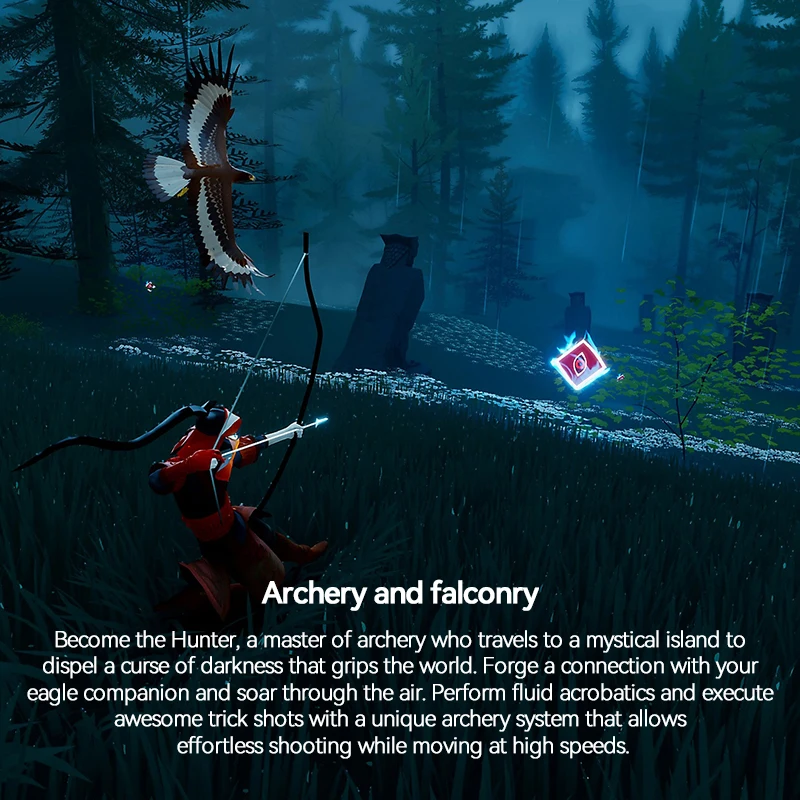 Archery and falconry
Become the Hunter, a master of archery who travels to a mystical island to
dispel a curse of darkness that grips the world. Forge a connection with your
eagle companion and soar through the air. Perform fluid acrobatics and execute
awesome trick shots with a unique archery system that allows
effortless shooting while moving at high speeds.